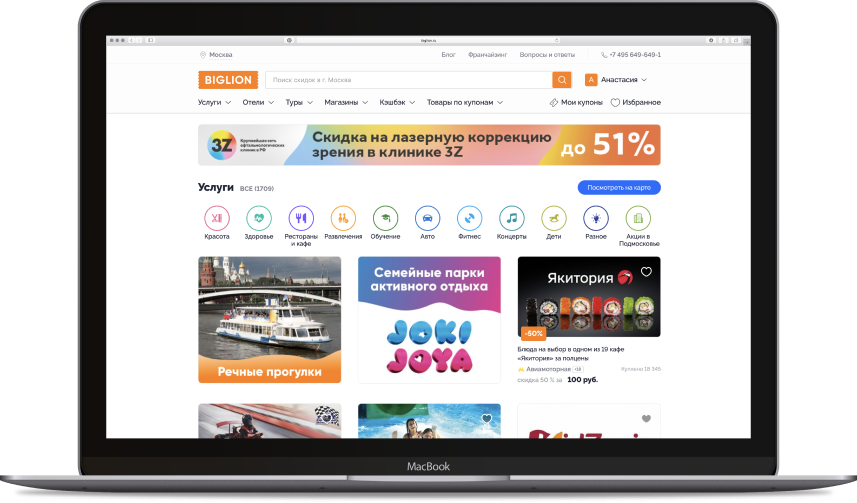 biglion.ru
Москва
Блог Франчайзинг Вопросы и ответы +7 495 649-649-1
BIGLION Поиск скидок в г. Москва А Анастасия
Услуги Отели Туры Магазины Кэшбэк Товары по купонам Мои купоны Избранное
3Z
Крупнейшая сеть
офтальмологических
клиник в РФ
Скидка на лазерную коррекцию
зрения в клинике 3Z
до 51%
Услуги ВСЕ (1709) Посмотреть на карте
Красота Здоровье Рестораны
и кафе
Развлечения Обучение Авто Фитнес Концерты Дети Разное Акции в
Подмосковье
Речные прогулки
Семейные парки
активного отдыха
JOKI
JOYA
Якитория
-50%
Блюда на выбор в одном из 19 кафе
«Якитория» за полцены
Авиамоторная +18 Куплено 18 345
скидка 50 % за 100 руб.
MacBook